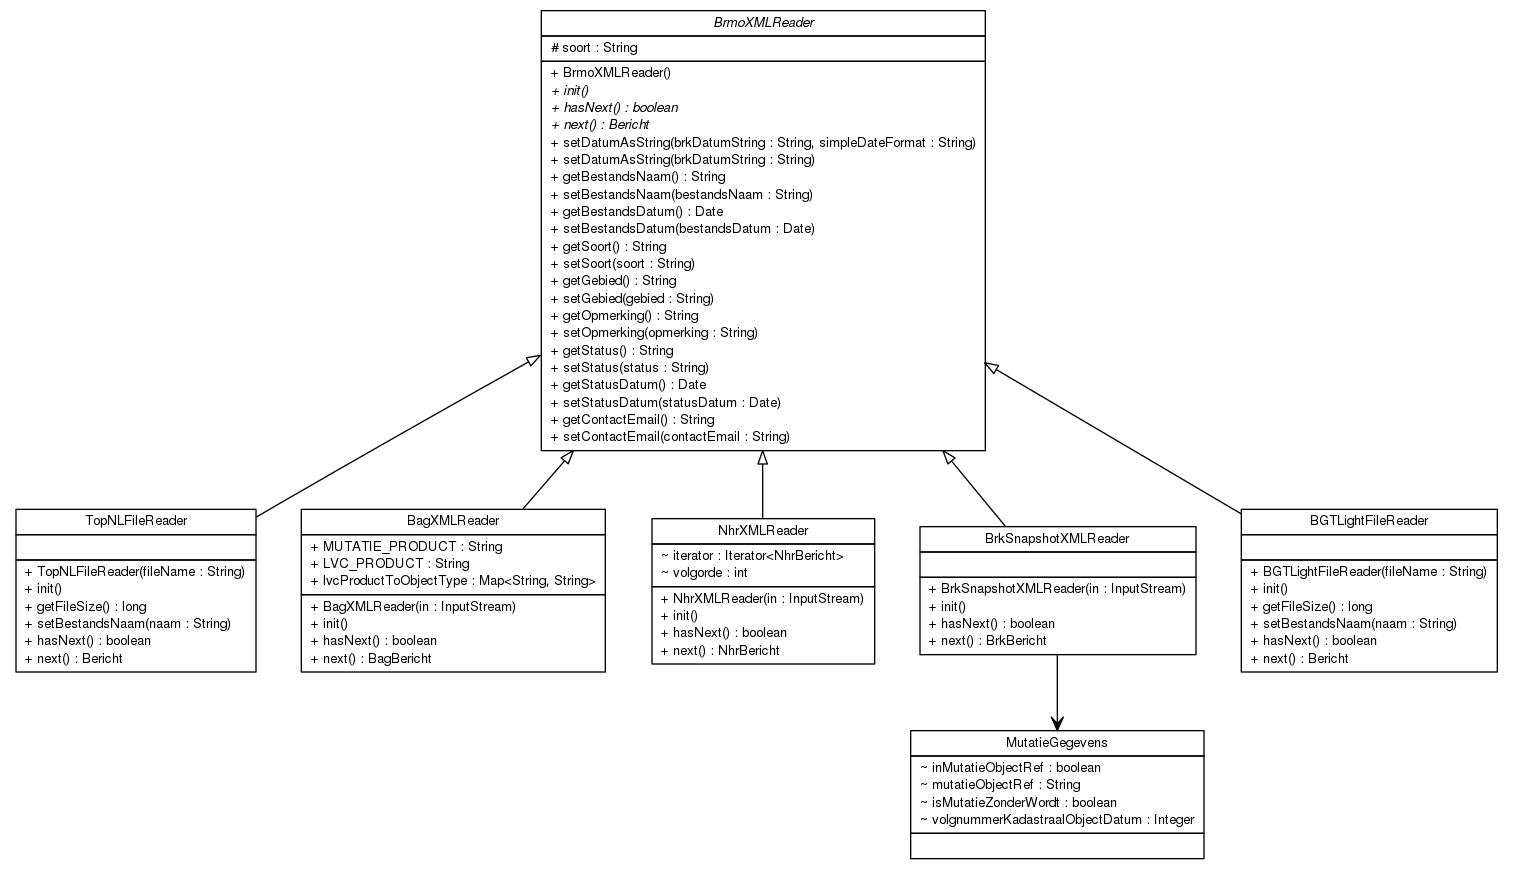 BrmoXMLReader
# soort : String
+ BrmoXMLReader()
+ init()
+ hasNext() : boolean
+ next() : Bericht
+ setDatumAsString(brkDatumString : String, simpleDateFormat : String)
+ setDatumAsString(brkDatumString : String)
+ getBestandsNaam() : String
+ setBestandsNaam(bestandsNaam : String)
+ getBestandsDatum() : Date
+ setBestandsDatum(bestandsDatum : Date)
+ getSoort() : String
+ setSoort(soort : String)
+ getGebied() : String
+ setGebied(gebied : String)
+ getOpmerking() : String
+ setOpmerking(opmerking : String)
+ getStatus() : String
+ setStatus(status : String)
+ getStatusDatum() : Date
+ setStatusDatum(statusDatum : Date)
+ getContactEmail() : String
+ setContactEmail(contactEmail : String)
TopNLFileReader
+ TopNLFileReader(fileName : String)
+ init()
+ getFileSize() : long
+ setBestandsNaam(naam : String)
+ hasNext() : boolean
+ next() : Bericht
BagXMLReader
+ MUTATIE_PRODUCT : String
+ LVC_PRODUCT : String
+ lvcProductToObjectType : Map<String, String>
+ BagXMLReader(in : InputStream)
+ init()
+ hasNext() : boolean
+ next() : BagBericht
NhrXMLReader
~ iterator : Iterator<NhrBericht>
~ volgorde : int
+ NhrXMLReader(in : InputStream)
+ init()
+ hasNext() : boolean
+ next() : NhrBericht
BrkSnapshotXMLReader
+ BrkSnapshotXMLReader(in : InputStream)
+ init()
+ hasNext() : boolean
+ next() : BrkBericht
BGTLightFileReader
+ BGTLightFileReader(fileName : String)
+ init()
+ getFileSize() : long
+ setBestandsNaam(naam : String)
+ hasNext() : boolean
+ next() : Bericht
MutatieGegevens
~ inMutatieObjectRef : boolean
~ mutatieObjectRef : String
~ isMutatieZonderWordt : boolean
~ volgnummerKadastraalObjectDatum : Integer